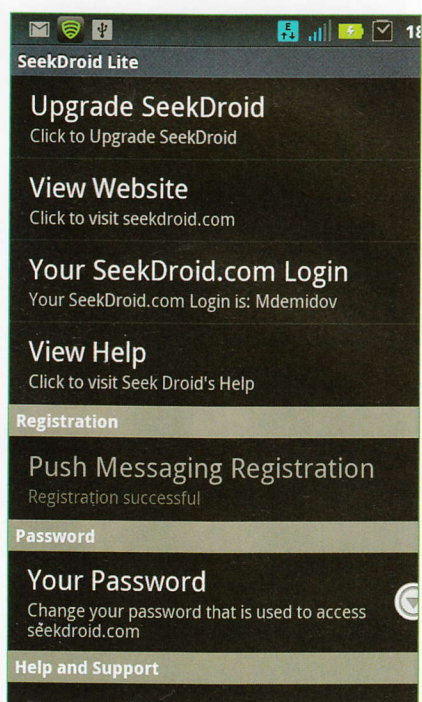 E
18
SeekDroid Lite
Upgrade SeekDroid
Click to Upgrade SeekDroid
View Website
Click to visit seekdroid.com
Your SeekDroid.com Login
Your SeekDroid.com Login is: Mdemidov
View Help
Click to visit Seek Droid's Help
Registration
Push Messaging Registration
Registration successful
Password
Your Password
Change your password that is used to access
seekdroid.com
Help and Support